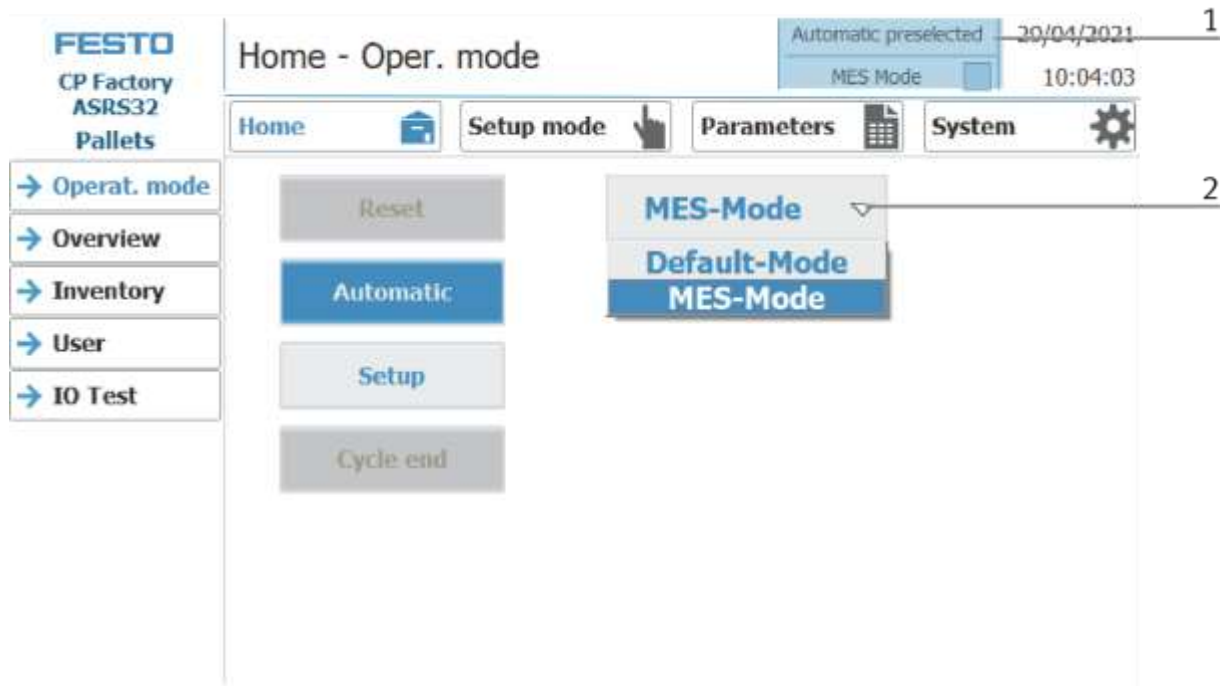 FESTO
CP Factory
ASRS32
Pallets
Home - Oper. mode
Automatic preselected
MES Mode
29/04/2021
10:04:03
1
Home
Setup mode
Parameters
System
Operat. mode
Overview
Inventory
User
IO Test
Reset
Automatic
Setup
Cycle end
MES-Mode
Default-Mode
MES-Mode
2